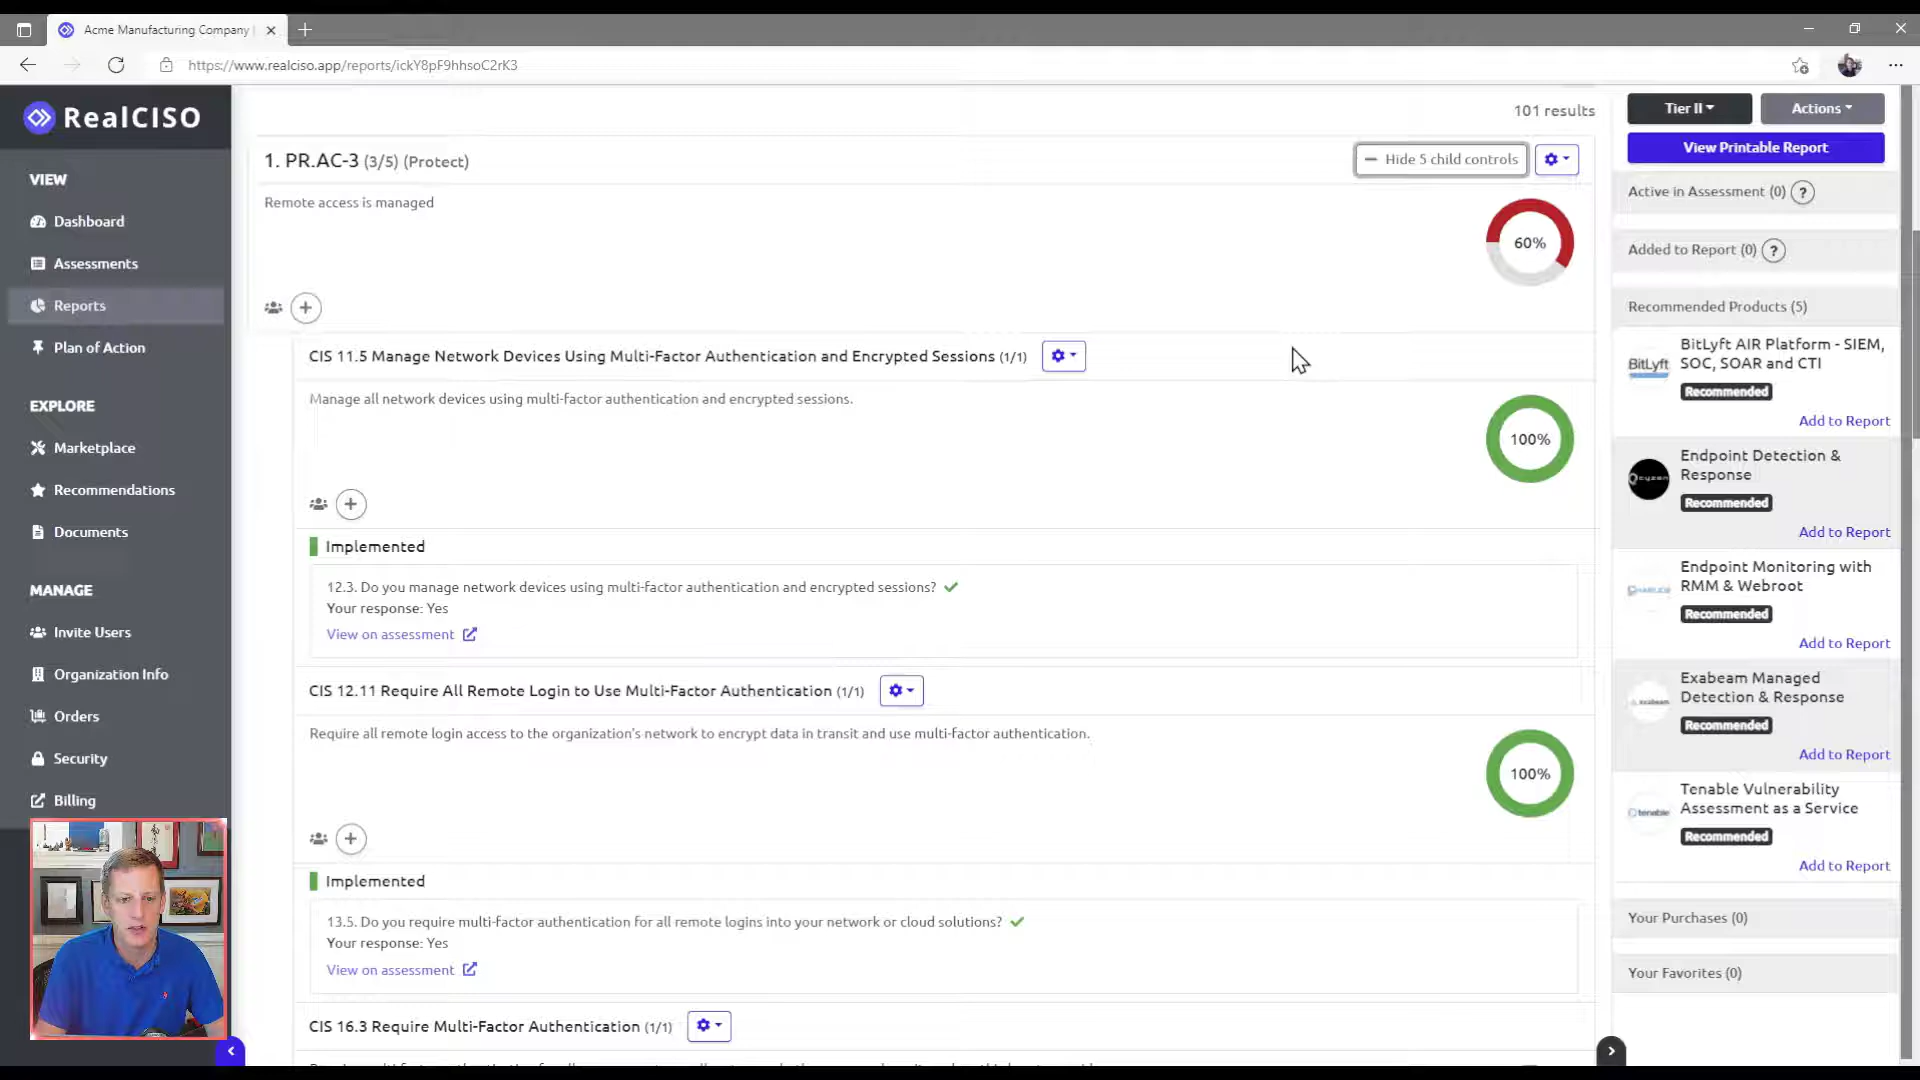 Acme Manufacturing Company
https://www.realciso.app/reports/ickY8pF9hhsoC2rK3
RealCISO
VIEW
Dashboard
Assessments
Reports
Plan of Action
EXPLORE
Marketplace
Recommendations
Documents
MANAGE
Invite Users
Organization Info
Orders
Security
Billing
101 results
1. PR.AC-3 (3/5) (Protect)
Hide 5 child controls
Remote access is managed
60%
CIS 11.5 Manage Network Devices Using Multi-Factor Authentication and Encrypted Sessions (1/1)
Manage all network devices using multi-factor authentication and encrypted sessions.
100%
Implemented
12.3. Do you manage network devices using multi-factor authentication and encrypted sessions?
Your response: Yes
View on assessment
CIS 12.11 Require All Remote Login to Use Multi-Factor Authentication (1/1)
Require all remote login access to the organization's network to encrypt data in transit and use multi-factor authentication.
100%
Implemented
13.5. Do you require multi-factor authentication for all remote logins into your network or cloud solutions?
Your response: Yes
View on assessment
CIS 16.3 Require Multi-Factor Authentication (1/1)
Tier II
Actions
View Printable Report
Active in Assessment (0) ?
Added to Report (0) ?
Recommended Products (5)
BitLyft
BitLyft AIR Platform - SIEM,
SOC, SOAR and CTI
Recommended
Add to Report
Endpoint Detection &
Response
Recommended
Add to Report
Endpoint Monitoring with
RMM & Webroot
Recommended
Add to Report
exabeam
Exabeam Managed
Detection & Response
Recommended
Add to Report
tenable
Tenable Vulnerability
Assessment as a Service
Recommended
Add to Report
Your Purchases (0)
Your Favorites (0)